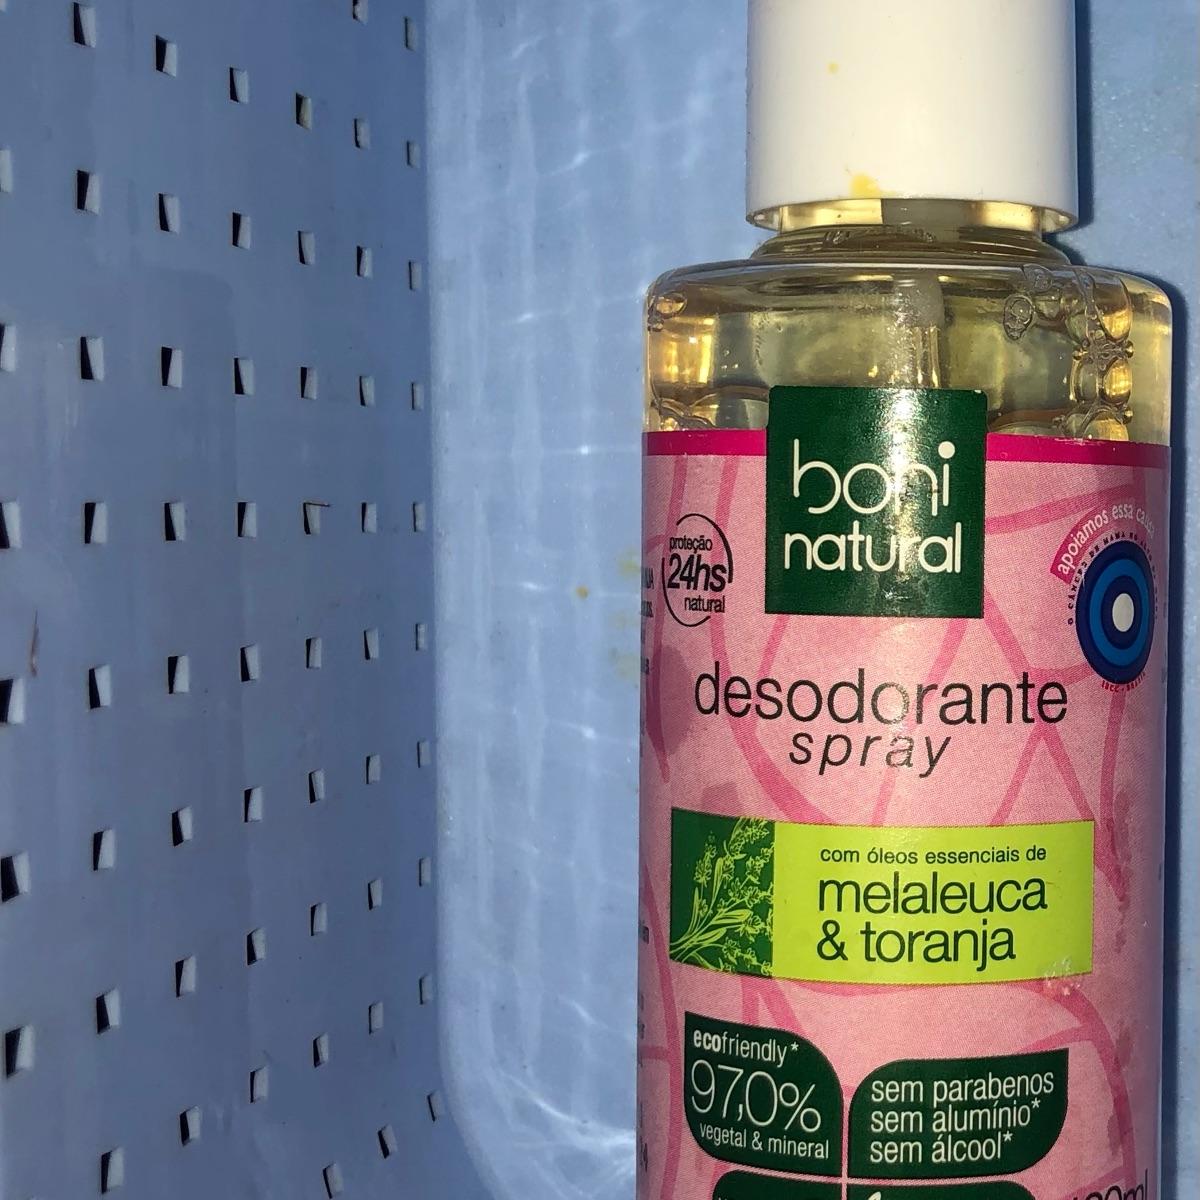 boni
natural
proteção
24hs
natural
apoiamos essa causa
desodorante
spray
com óleos essenciais de
melaleuca
& toranja
ecofriendly*
97,0%
vegetal & mineral
sem parabenos
sem alumínio*
sem álcool*